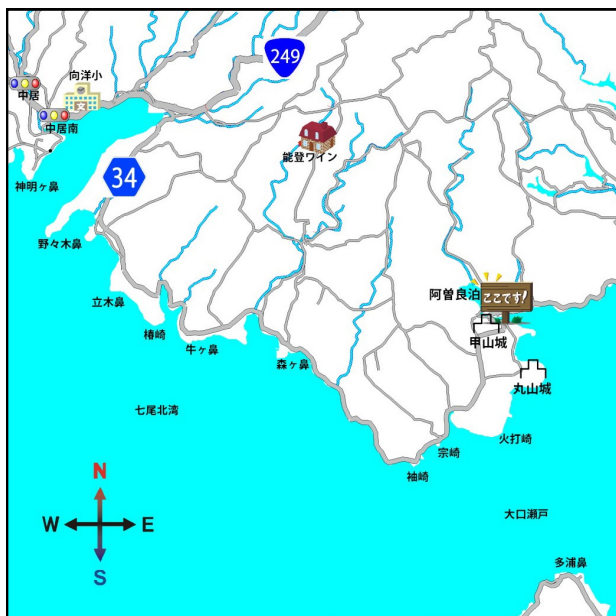 249
向洋小
中居
中居南
能登ワイン
34
神明ヶ鼻
野々木鼻
阿曽良泊
ここです!
立木鼻
椿崎
甲山城
牛ヶ鼻
森ヶ鼻
丸山城
七尾北湾
火打崎
宗崎
袖崎
N
W
E
S
大口瀬戸
多浦鼻